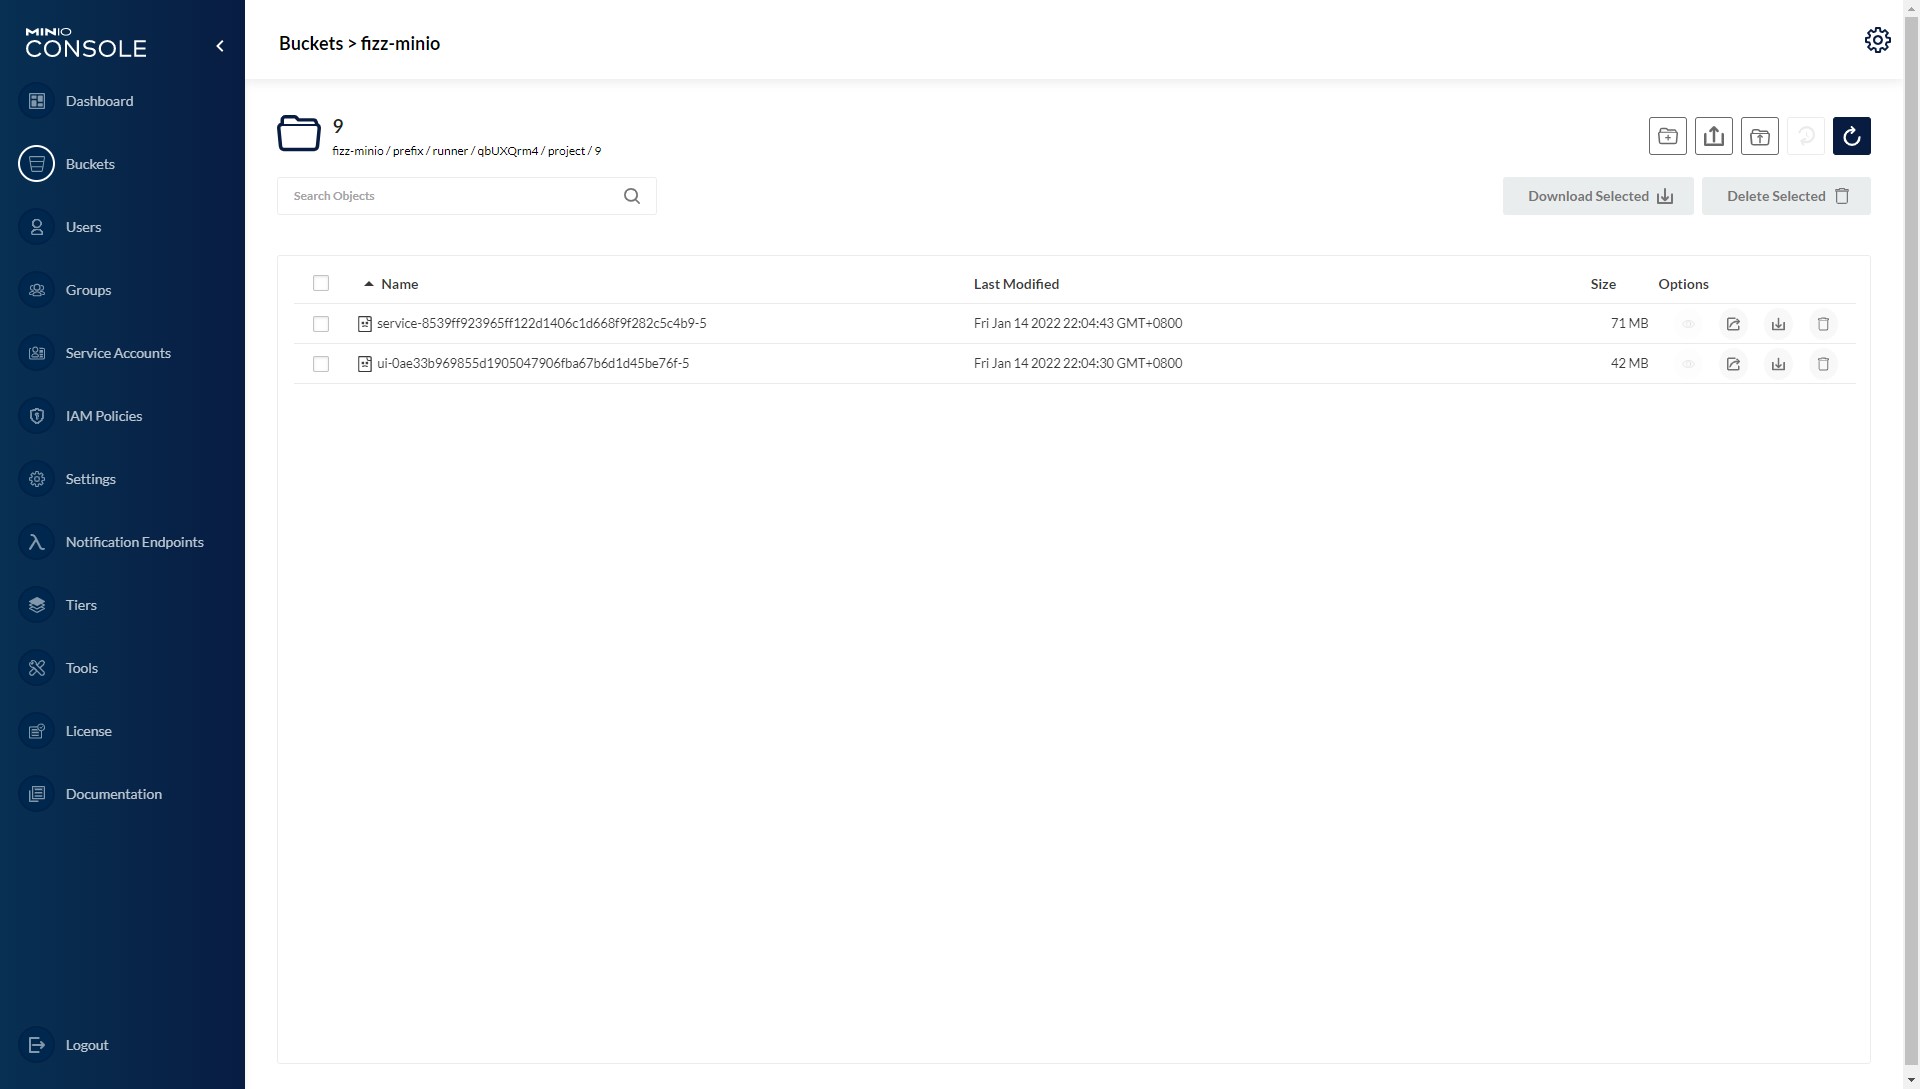 MINIO
CONSOLE
Dashboard
Buckets
Users
Groups
Service Accounts
IAM Policies
Settings
Notification Endpoints
Tiers
Tools
License
Documentation
Logout
Buckets > fizz-minio
9
fizz-minio / prefix / runner / qbUXQrm4 / project / 9
Search Objects
Download Selected
Delete Selected
Name Last Modified Size Options
service-8539ff923965ff122d1406c1d668f9f282c5c4b9-5 Fri Jan 14 2022 22:04:43 GMT+0800 71 MB
ui-0ae33b969855d1905047906fba67b6d1d45be76f-5 Fri Jan 14 2022 22:04:30 GMT+0800 42 MB